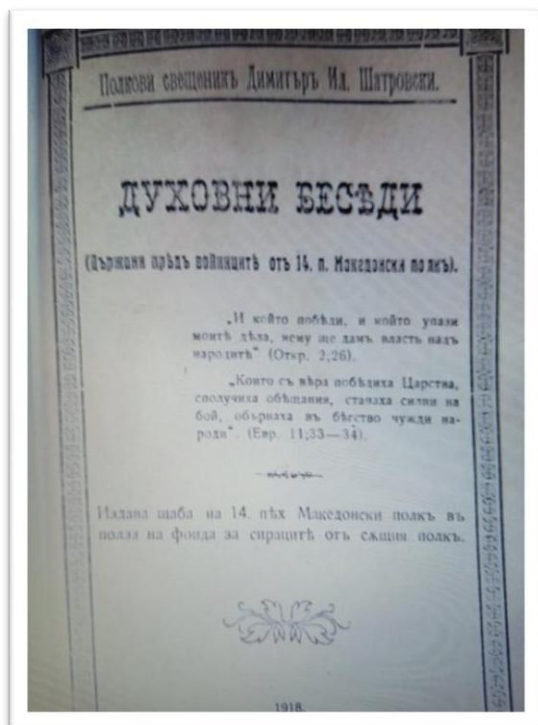 Полкови свещеникъ Димитъръ Ил. Шатровски.
ДУХОВНИ БЕСѢДИ
(Държани прѣдъ войницитѣ отъ 14. п. Македонски полкъ).
„И който побѣди, и който упази
моитѣ дѣла, нему ще дамъ власть надъ
народитѣ“ (Откр. 2;26).
„Които съ вѣра побѣдиха Царства,
сполучиха обѣщания, станаха силни на
бой, обърнаха въ бѣгство чужди на-
роди“. (Евр. 11;33—34).
Издава щаба на 14. пѣх Македонски полкъ въ
полза на фонда за сирацитѣ отъ сѫщия полкъ.
1918.